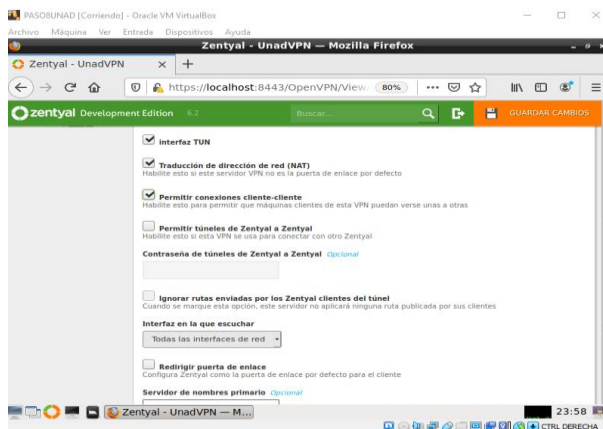 PASO8UNAD [Corriendo] - Oracle VM VirtualBox
Archivo Máquina Ver Entrada Dispositivos Ayuda
Zentyal - UnadVPN — Mozilla Firefox
Zentyal - UnadVPN
https://localhost:8443/OpenVPN/View 80%
zentyal Development Edition 6.2 Buscar... GUARDAR CAMBIOS
interfaz TUN
Traducción de dirección de red (NAT)
Habilite esto si este servidor VPN no es la puerta de enlace por defecto
Permitir conexiones cliente-cliente
Habilite esto para permitir que máquinas clientes de esta VPN puedan verse unas a otras
Permitir túneles de Zentyal a Zentyal
Habilite esto si esta VPN se usa para conectar con otro Zentyal
Contraseña de túneles de Zentyal a Zentyal Opcional
Ignorar rutas enviadas por los Zentyal clientes del túnel
Cuando se marque esta opción, este servidor no aplicará ninguna ruta publicada por sus clientes
Interfaz en la que escuchar
Todas las interfaces de red
Redirigir puerta de enlace
Configura Zentyal como la puerta de enlace por defecto para el cliente
Servidor de nombres primario Opcional
Zentyal - UnadVPN — M...
23:58
CTRL DERECHA